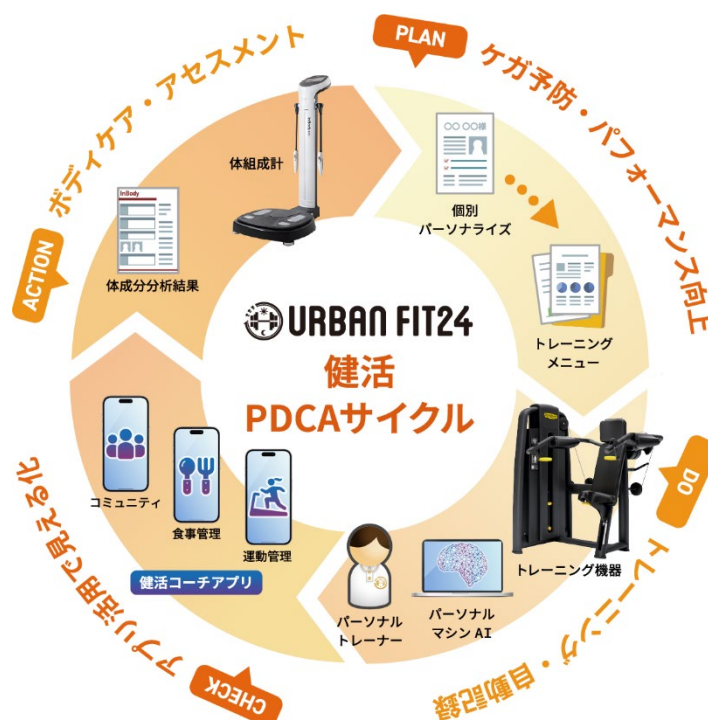 URBAN FIT24
健活
PDCAサイクル
PLAN
ケガ予防・パフォーマンス向上
○○ ○○様
個別
パーソナライズ
トレーニング
メニュー
DO
トレーニング・自動記録
トレーニング機器
パーソナル
マシン AI
パーソナル
トレーナー
CHECK
アプリ活用で見える化
コミュニティ
食事管理
運動管理
健活コーチアプリ
ACTION
ボディケア・アセスメント
InBody
体成分分析結果
体組成計